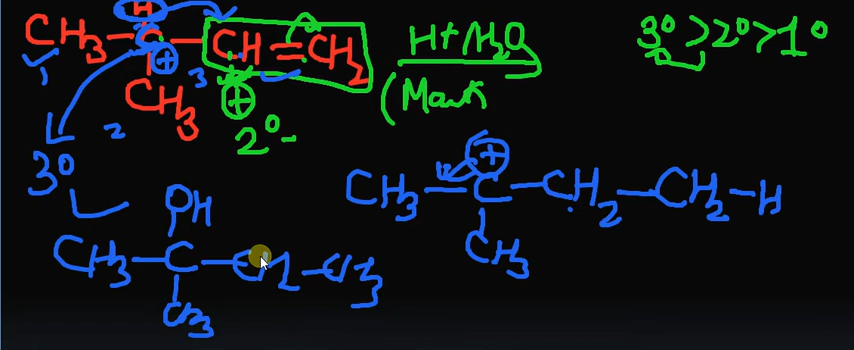 H
CH3 - C - CH = CH2
H+/H2O
3° > 2° > 1°
1
+
3
CH3
+
(Mark
2
2°-
3°
+
CH3 - C - CH2 - CH2 - H
CH3
OH
CH3 - C - CH2 - CH3
CH3